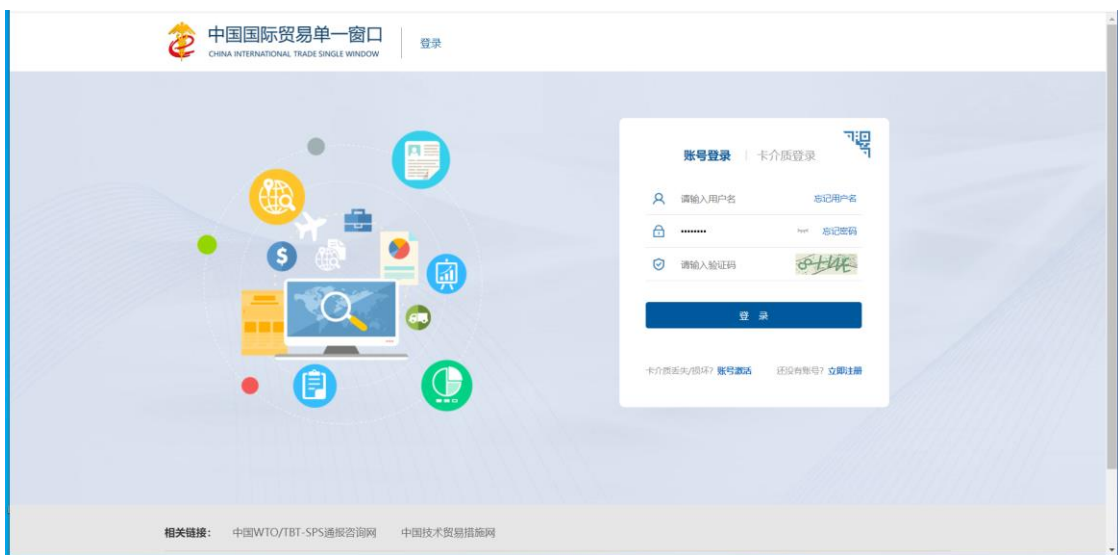 中国国际贸易单一窗口
CHINA INTERNATIONAL TRADE SINGLE WINDOW
登录
账号登录 卡介质登录
请输入用户名 忘记用户名
•••••••• 忘记密码
请输入验证码
登 录
卡介质丢失/损坏? 账号激活 还没有账号? 立即注册
相关链接: 中国WTO/TBT-SPS通报咨询网 中国技术贸易措施网